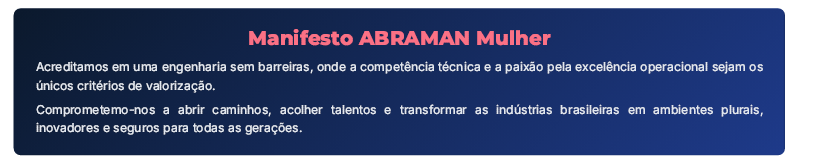 Manifesto ABRAMAN Mulher
Acreditamos em uma engenharia sem barreiras, onde a competência técnica e a paixão pela excelência operacional sejam os
únicos critérios de valorização.
Comprometemo-nos a abrir caminhos, acolher talentos e transformar as indústrias brasileiras em ambientes plurais,
inovadores e seguros para todas as gerações.